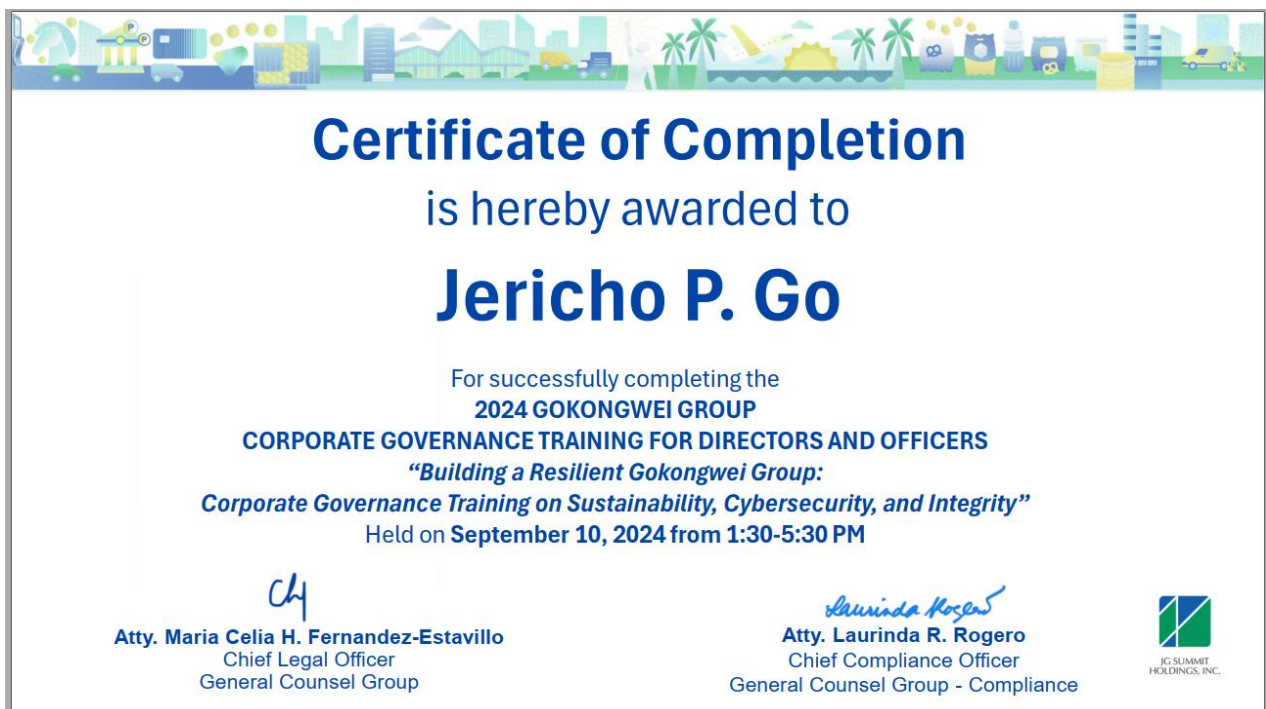 Certificate of Completion
is hereby awarded to
Jericho P. Go
For successfully completing the
2024 GOKONGWEI GROUP
CORPORATE GOVERNANCE TRAINING FOR DIRECTORS AND OFFICERS
“Building a Resilient Gokongwei Group:
Corporate Governance Training on Sustainability, Cybersecurity, and Integrity”
Held on September 10, 2024 from 1:30-5:30 PM
Laurinda Rogero
Atty. Maria Celia H. Fernandez-Estavillo
Chief Legal Officer
General Counsel Group
Atty. Laurinda R. Rogero
Chief Compliance Officer
General Counsel Group - Compliance
JG SUMMIT
HOLDINGS, INC.